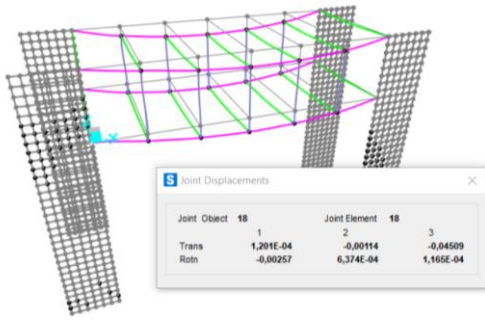 S Joint Displacements
Joint Object 18 Joint Element 18
1 2 3
Trans 1,201E-04 -0,00114 -0,04509
Rotn -0,00257 6,374E-04 1,165E-04